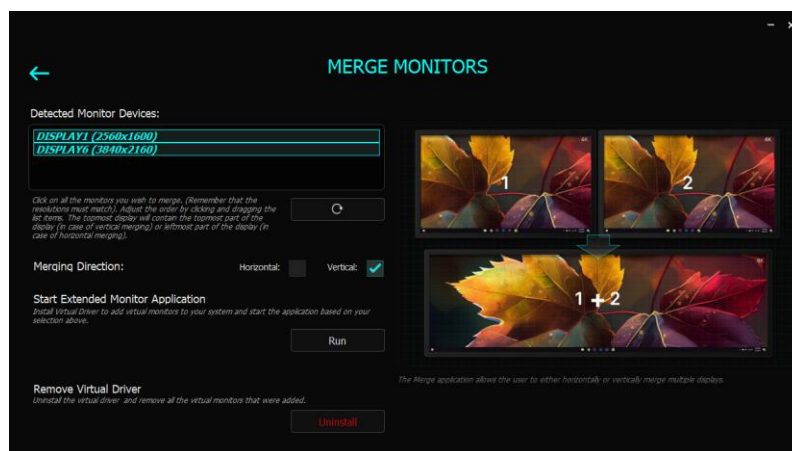 MERGE MONITORS
Detected Monitor Devices:
DISPLAY1 (2560x1600)
DISPLAY6 (3840x2160)
Click on all the monitors you wish to merge. (Remember that the
resolutions must match). Adjust the order by clicking and dragging the
list items. The topmost display will contain the topmost part of the
display (in case of vertical merging) or leftmost part of the display (in
case of horizontal merging).
Merging Direction:
Horizontal:
Vertical:
Start Extended Monitor Application
Install Virtual Driver to add virtual monitors to your system and start the application based on your
selection above.
Run
Remove Virtual Driver
Uninstall the virtual driver and remove all the virtual monitors that were added.
Uninstall
1
2
1 + 2
The Merge application allows the user to either horizontally or vertically merge multiple displays.